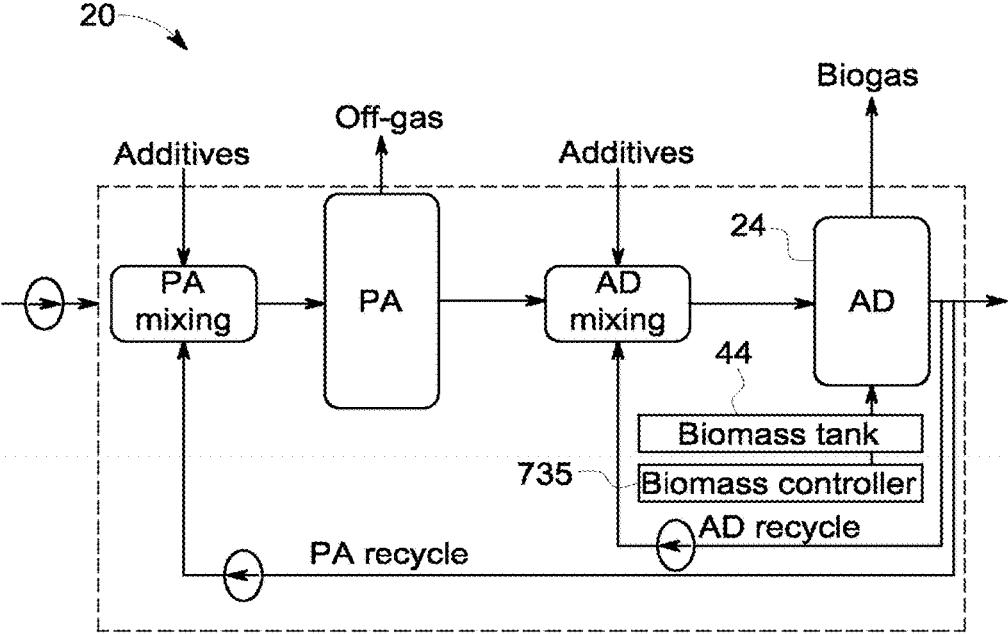 20
Biogas
Off-gas
Additives
Additives
24
PA
mixing
PA
AD
mixing
AD
44
Biomass tank
735
Biomass controller
AD recycle
PA recycle